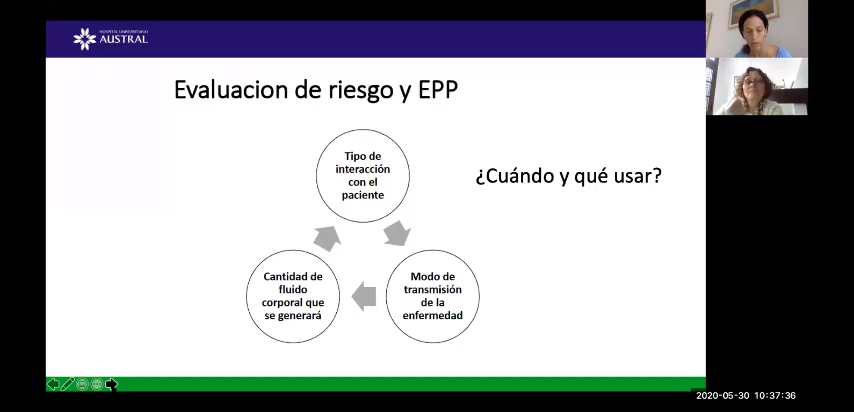 HOSPITAL UNIVERSITARIO
AUSTRAL
Evaluacion de riesgo y EPP
¿Cuándo y qué usar?
Tipo de
interacción
con el
paciente
Modo de
transmisión
de la
enfermedad
Cantidad de
fluido
corporal que
se generará
2020-05-30 10:37:36